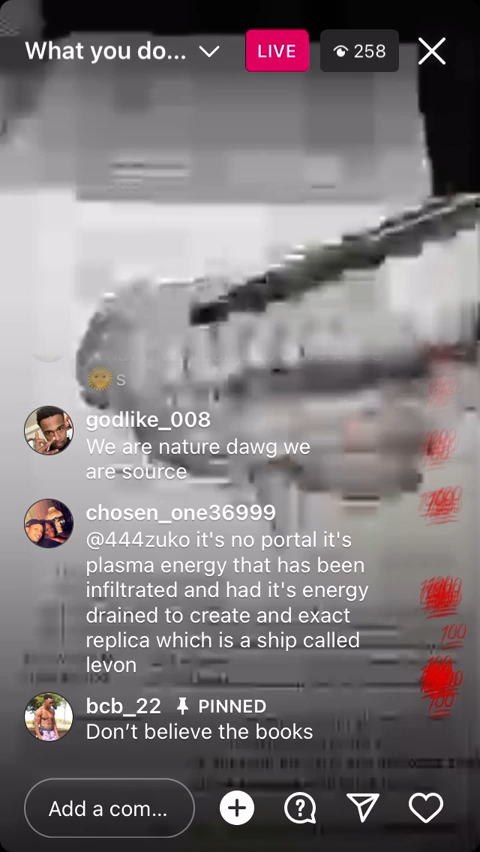 What you do...
LIVE
258
🌞 s
godlike_008
We are nature dawg we
are source
chosen_one36999
@444zuko it's no portal it's
plasma energy that has been
infiltrated and had it's energy
drained to create and exact
replica which is a ship called
levon
bcb_22 PINNED
Don’t believe the books
Add a com...
100
100